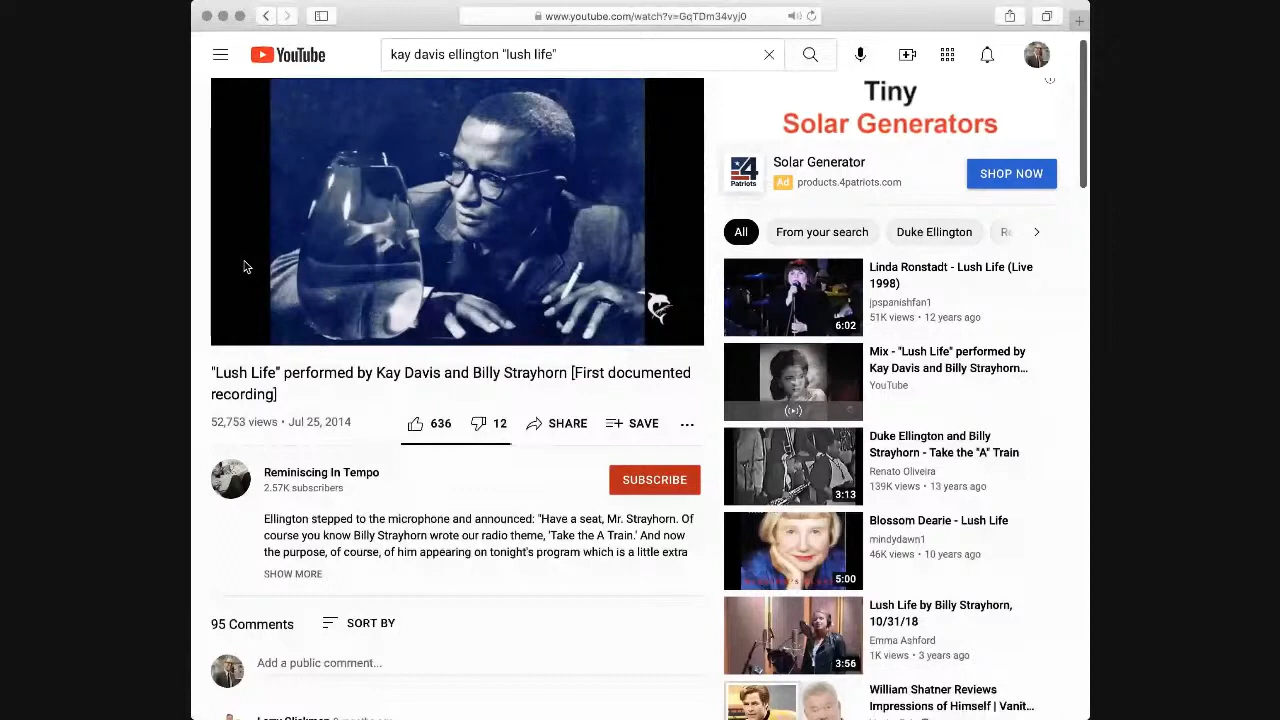 www.youtube.com/watch?v=GqTDm34vyj0
YouTube
kay davis ellington "lush life"
"Lush Life" performed by Kay Davis and Billy Strayhorn [First documented
recording]
52,753 views • Jul 25, 2014
636
12
SHARE
SAVE
Reminiscing In Tempo
2.57K subscribers
SUBSCRIBE
Ellington stepped to the microphone and announced: "Have a seat, Mr. Strayhorn. Of
course you know Billy Strayhorn wrote our radio theme, 'Take the A Train.' And now
the purpose, of course, of him appearing on tonight's program which is a little extra
SHOW MORE
95 Comments
SORT BY
Add a public comment...
Tiny
Solar Generators
4
Patriots
Solar Generator
Ad products.4patriots.com
SHOP NOW
All
From your search
Duke Ellington
Linda Ronstadt - Lush Life (Live
1998)
jpspanishfan1
51K views • 12 years ago
6:02
Mix - "Lush Life" performed by
Kay Davis and Billy Strayhorn...
YouTube
Duke Ellington and Billy
Strayhorn - Take the "A" Train
Renato Oliveira
139K views • 13 years ago
3:13
Blossom Dearie - Lush Life
mindydawn1
46K views • 10 years ago
5:00
Lush Life by Billy Strayhorn,
10/31/18
Emma Ashford
1K views • 3 years ago
3:56
William Shatner Reviews
Impressions of Himself | Vanit...